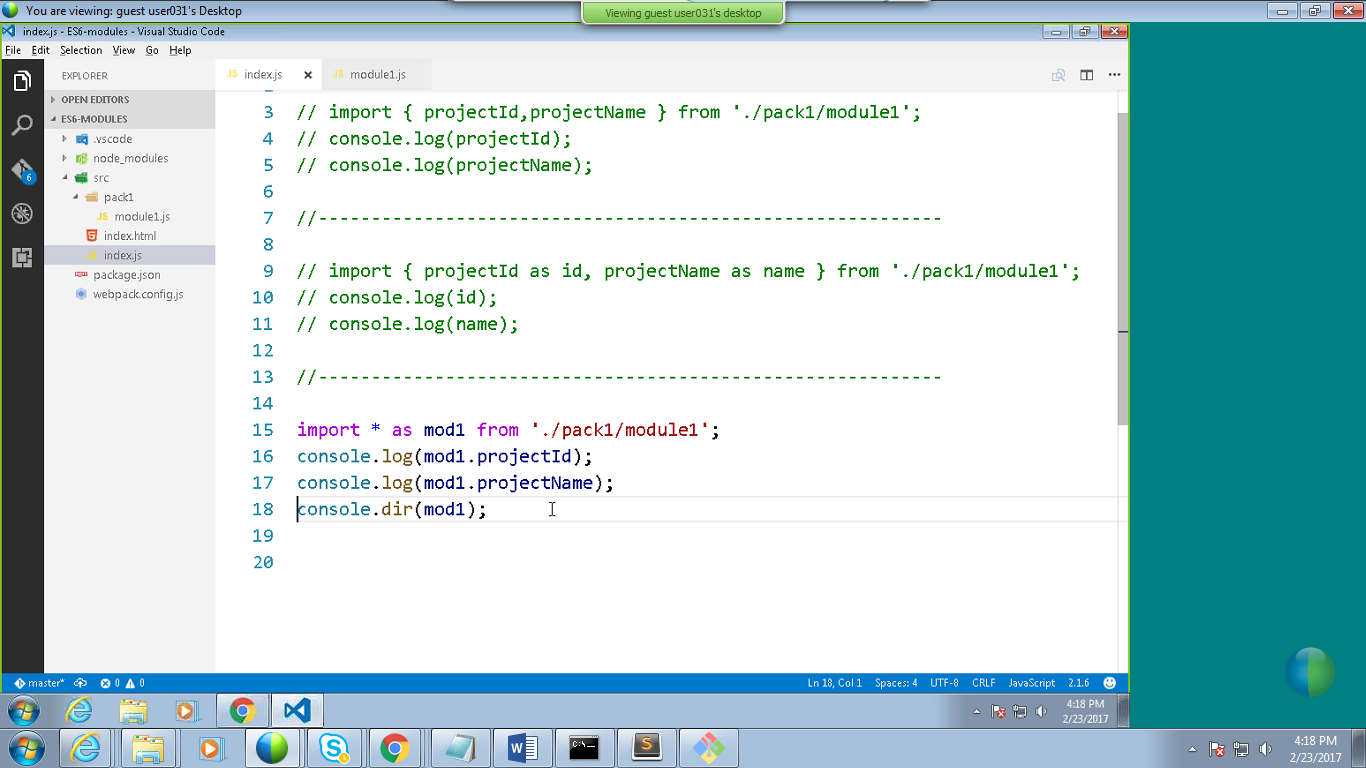 You are viewing: guest user031's Desktop
Viewing guest user031's desktop
index.js - ES6-modules - Visual Studio Code
File Edit Selection View Go Help
EXPLORER
JS index.js
JS module1.js
OPEN EDITORS
ES6-MODULES
.vscode
node_modules
src
pack1
JS module1.js
index.html
JS index.js
package.json
webpack.config.js
6
3 // import { projectId,projectName } from './pack1/module1';
4 // console.log(projectId);
5 // console.log(projectName);
6
7 //-----------------------------------------------------------
8
9 // import { projectId as id, projectName as name } from './pack1/module1';
10 // console.log(id);
11 // console.log(name);
12
13 //-----------------------------------------------------------
14
15 import * as mod1 from './pack1/module1';
16 console.log(mod1.projectId);
17 console.log(mod1.projectName);
18 console.dir(mod1);
19
20
master* 0 0 Ln 18, Col 1 Spaces: 4 UTF-8 CRLF JavaScript 2.1.6
4:18 PM
2/23/2017
4:18 PM
2/23/2017